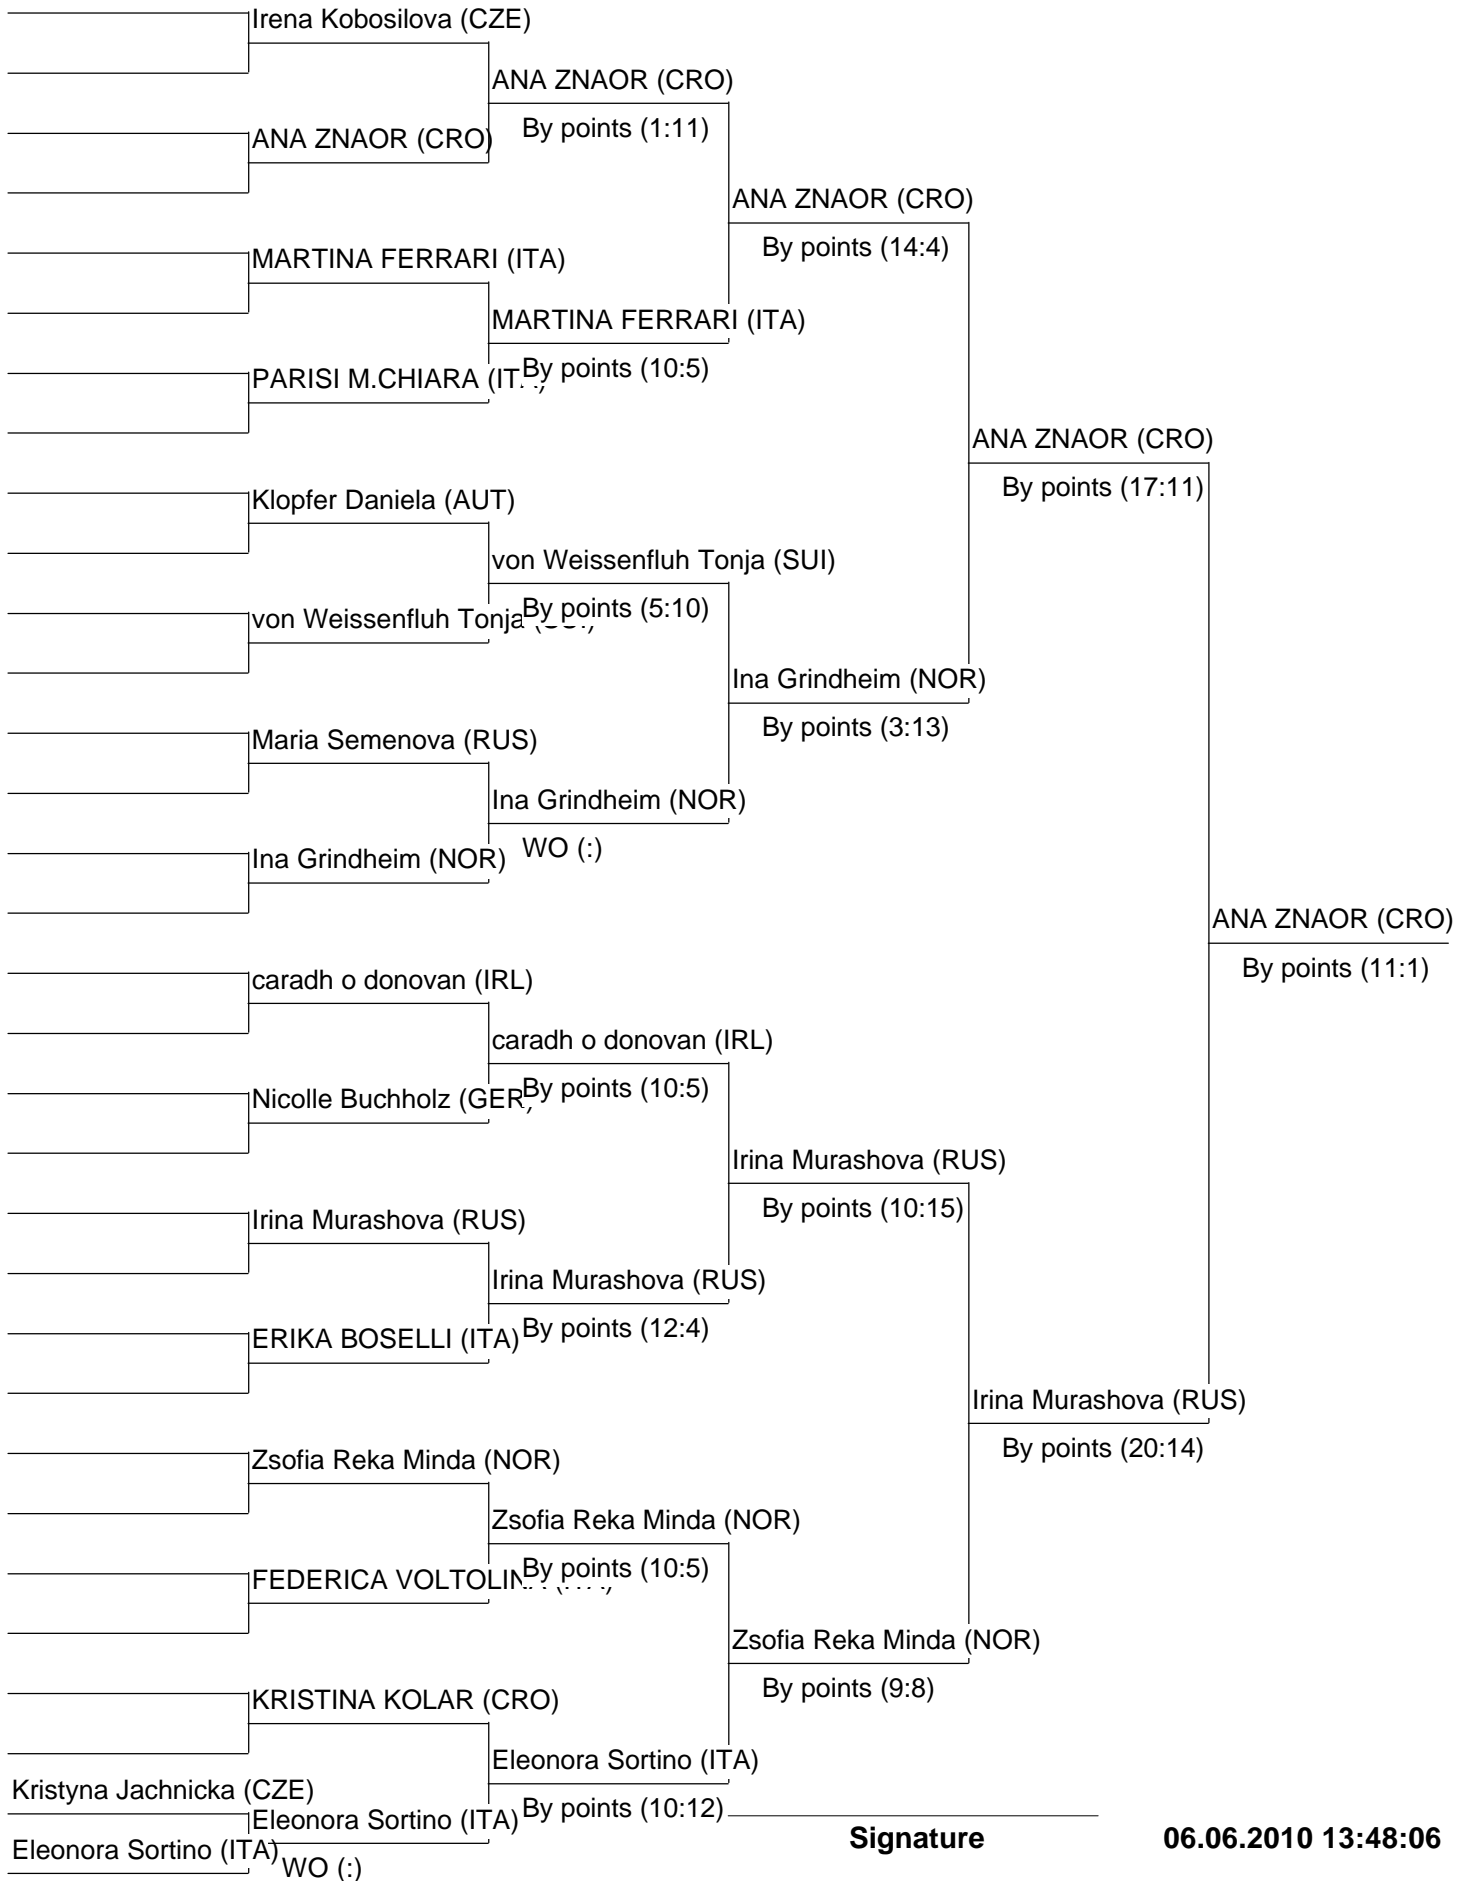 Irena Kobosilova (CZE)
ANA ZNAOR (CRO)
By points (1:11)
ANA ZNAOR (CRO)
ANA ZNAOR (CRO)
By points (14:4)
MARTINA FERRARI (ITA)
MARTINA FERRARI (ITA)
By points (10:5)
PARISI M.CHIARA (ITA)
ANA ZNAOR (CRO)
By points (17:11)
Klopfer Daniela (AUT)
von Weissenfluh Tonja (SUI)
By points (5:10)
von Weissenfluh Tonja (SUI)
Ina Grindheim (NOR)
By points (3:13)
Maria Semenova (RUS)
Ina Grindheim (NOR)
WO (:)
Ina Grindheim (NOR)
ANA ZNAOR (CRO)
By points (11:1)
caradh o donovan (IRL)
caradh o donovan (IRL)
By points (10:5)
Nicolle Buchholz (GER)
Irina Murashova (RUS)
By points (10:15)
Irina Murashova (RUS)
Irina Murashova (RUS)
By points (12:4)
ERIKA BOSELLI (ITA)
Irina Murashova (RUS)
By points (20:14)
Zsofia Reka Minda (NOR)
Zsofia Reka Minda (NOR)
By points (10:5)
FEDERICA VOLTOLINA (ITA)
Zsofia Reka Minda (NOR)
By points (9:8)
KRISTINA KOLAR (CRO)
Eleonora Sortino (ITA)
By points (10:12)
Kristyna Jachnicka (CZE)
Eleonora Sortino (ITA)
WO (:)
Eleonora Sortino (ITA)
Signature
06.06.2010 13:48:06